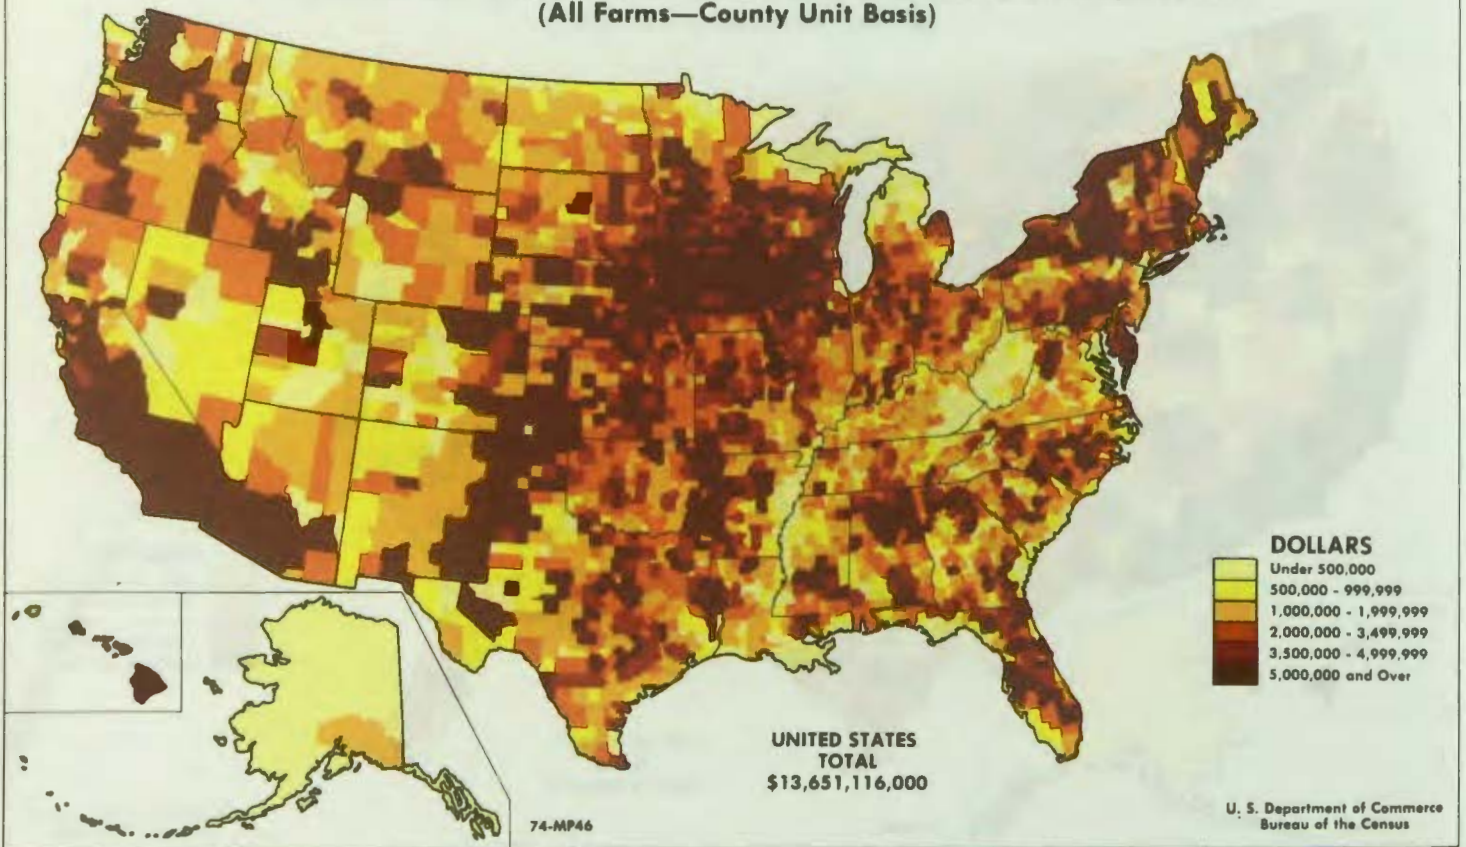 (All Farms—County Unit Basis)
DOLLARS
Under 500,000
500,000 - 999,999
1,000,000 - 1,999,999
2,000,000 - 3,499,999
3,500,000 - 4,999,999
5,000,000 and Over
UNITED STATES
TOTAL
$13,651,116,000
74-MP46
U. S. Department of Commerce
Bureau of the Census